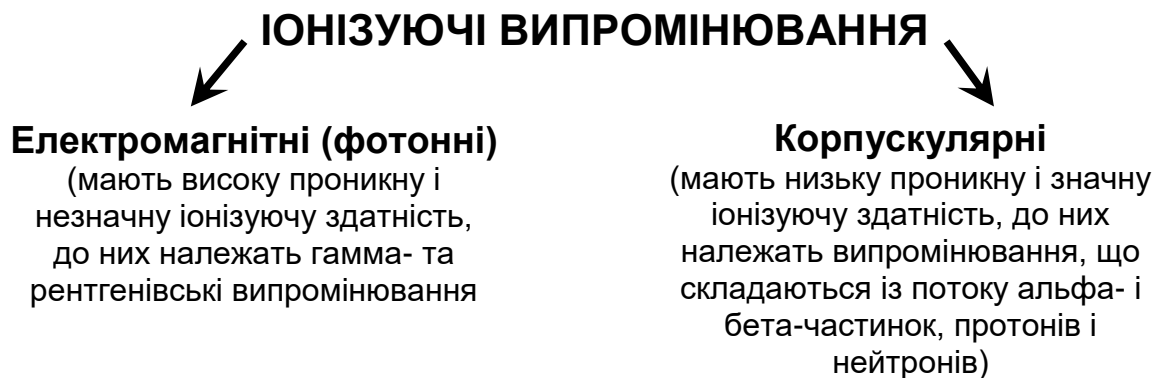 ІОНІЗУЮЧІ ВИПРОМІНЮВАННЯ
Електромагнітні (фотонні)
(мають високу проникну і
незначну іонізуючу здатність,
до них належать гамма- та
рентгенівські випромінювання
Корпускулярні
(мають низьку проникну і значну
іонізуючу здатність, до них
належать випромінювання, що
складаються із потоку альфа- і
бета-частинок, протонів і
нейтронів)